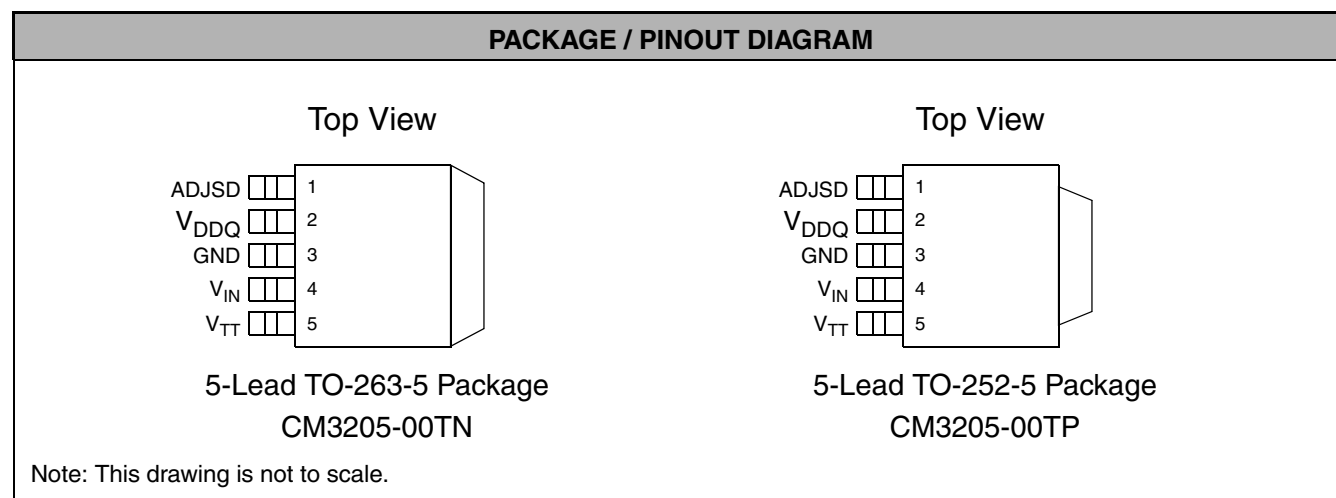 PACKAGE / PINOUT DIAGRAM
Top View
ADJSD 1
VDDQ 2
GND 3
VIN 4
VTT 5
5-Lead TO-263-5 Package
CM3205-00TN
Top View
ADJSD 1
VDDQ 2
GND 3
VIN 4
VTT 5
5-Lead TO-252-5 Package
CM3205-00TP
Note: This drawing is not to scale.